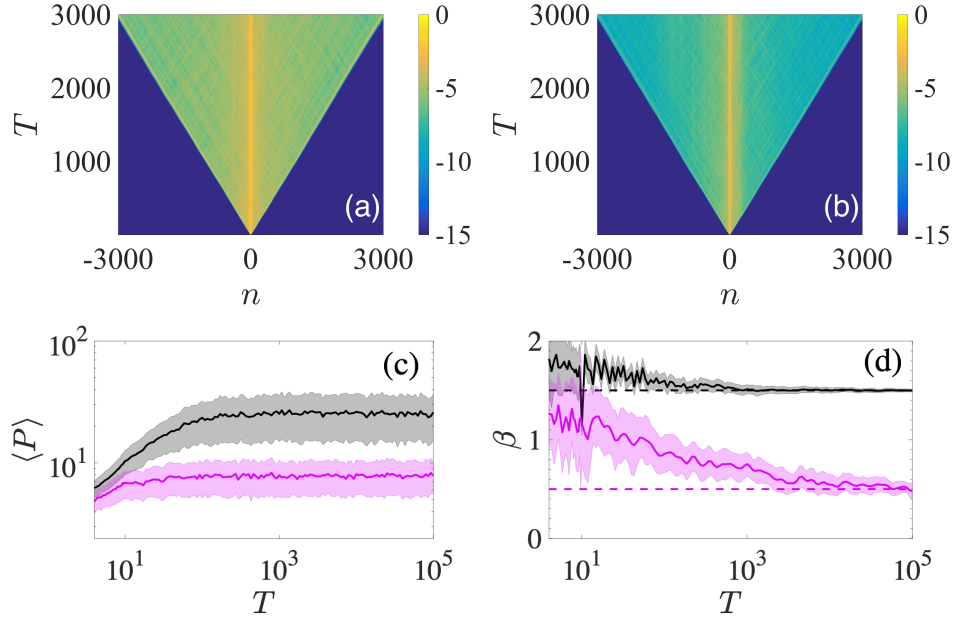 3000 0 3000 0
2000 -5 2000 -5
T T
1000 -10 1000 -10
(a) (b)
-15 -15
-3000 0 3000 -3000 0 3000
n n
10² (c) 2 (d)
⟨P⟩ β
10¹ 1
0
10¹ 10³ 10⁵ 10¹ 10³ 10⁵
T T